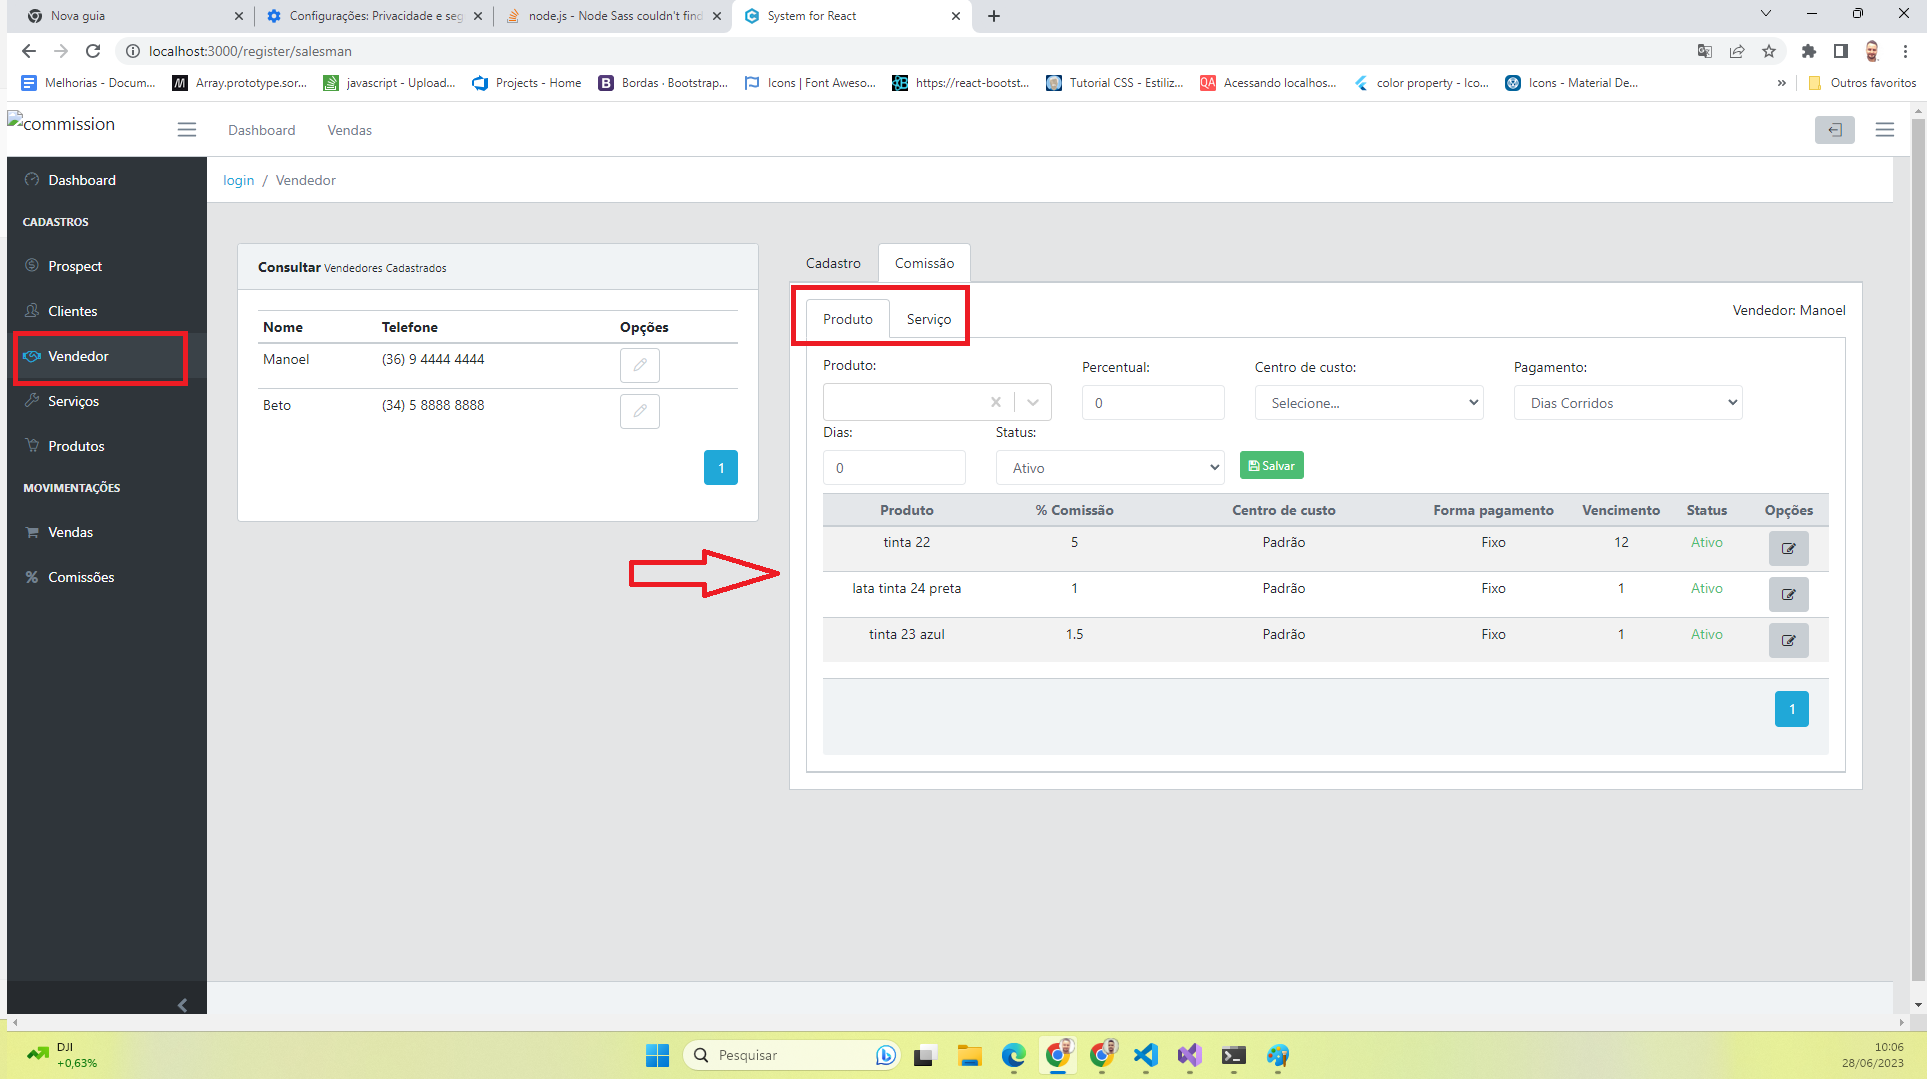 Nova guia
Configurações: Privacidade e seg
node.js - Node Sass couldn't find
System for React
localhost:3000/register/salesman
Melhorias - Docum...
Array.prototype.sor...
javascript - Upload...
Projects - Home
Bordas · Bootstrap...
Icons | Font Aweso...
https://react-bootst...
Tutorial CSS - Estiliz...
QA
Acessando localhos...
color property - Ico...
Icons - Material De...
»
Outros favoritos
commission
Dashboard
Vendas
Dashboard
CADASTROS
Prospect
Clientes
Vendedor
Serviços
Produtos
MOVIMENTAÇÕES
Vendas
Comissões
login / Vendedor
Consultar Vendedores Cadastrados
Nome Telefone Opções
Manoel (36) 9 4444 4444
Beto (34) 5 8888 8888
1
Cadastro
Comissão
Produto
Serviço
Vendedor: Manoel
Produto:
Percentual:
Centro de custo:
Pagamento:
0
Selecione...
Dias Corridos
Dias:
Status:
0
Ativo
Salvar
Produto % Comissão Centro de custo Forma pagamento Vencimento Status Opções
tinta 22 5 Padrão Fixo 12 Ativo
lata tinta 24 preta 1 Padrão Fixo 1 Ativo
tinta 23 azul 1.5 Padrão Fixo 1 Ativo
1
DJI
+0,63%
Pesquisar
10:06
28/06/2023